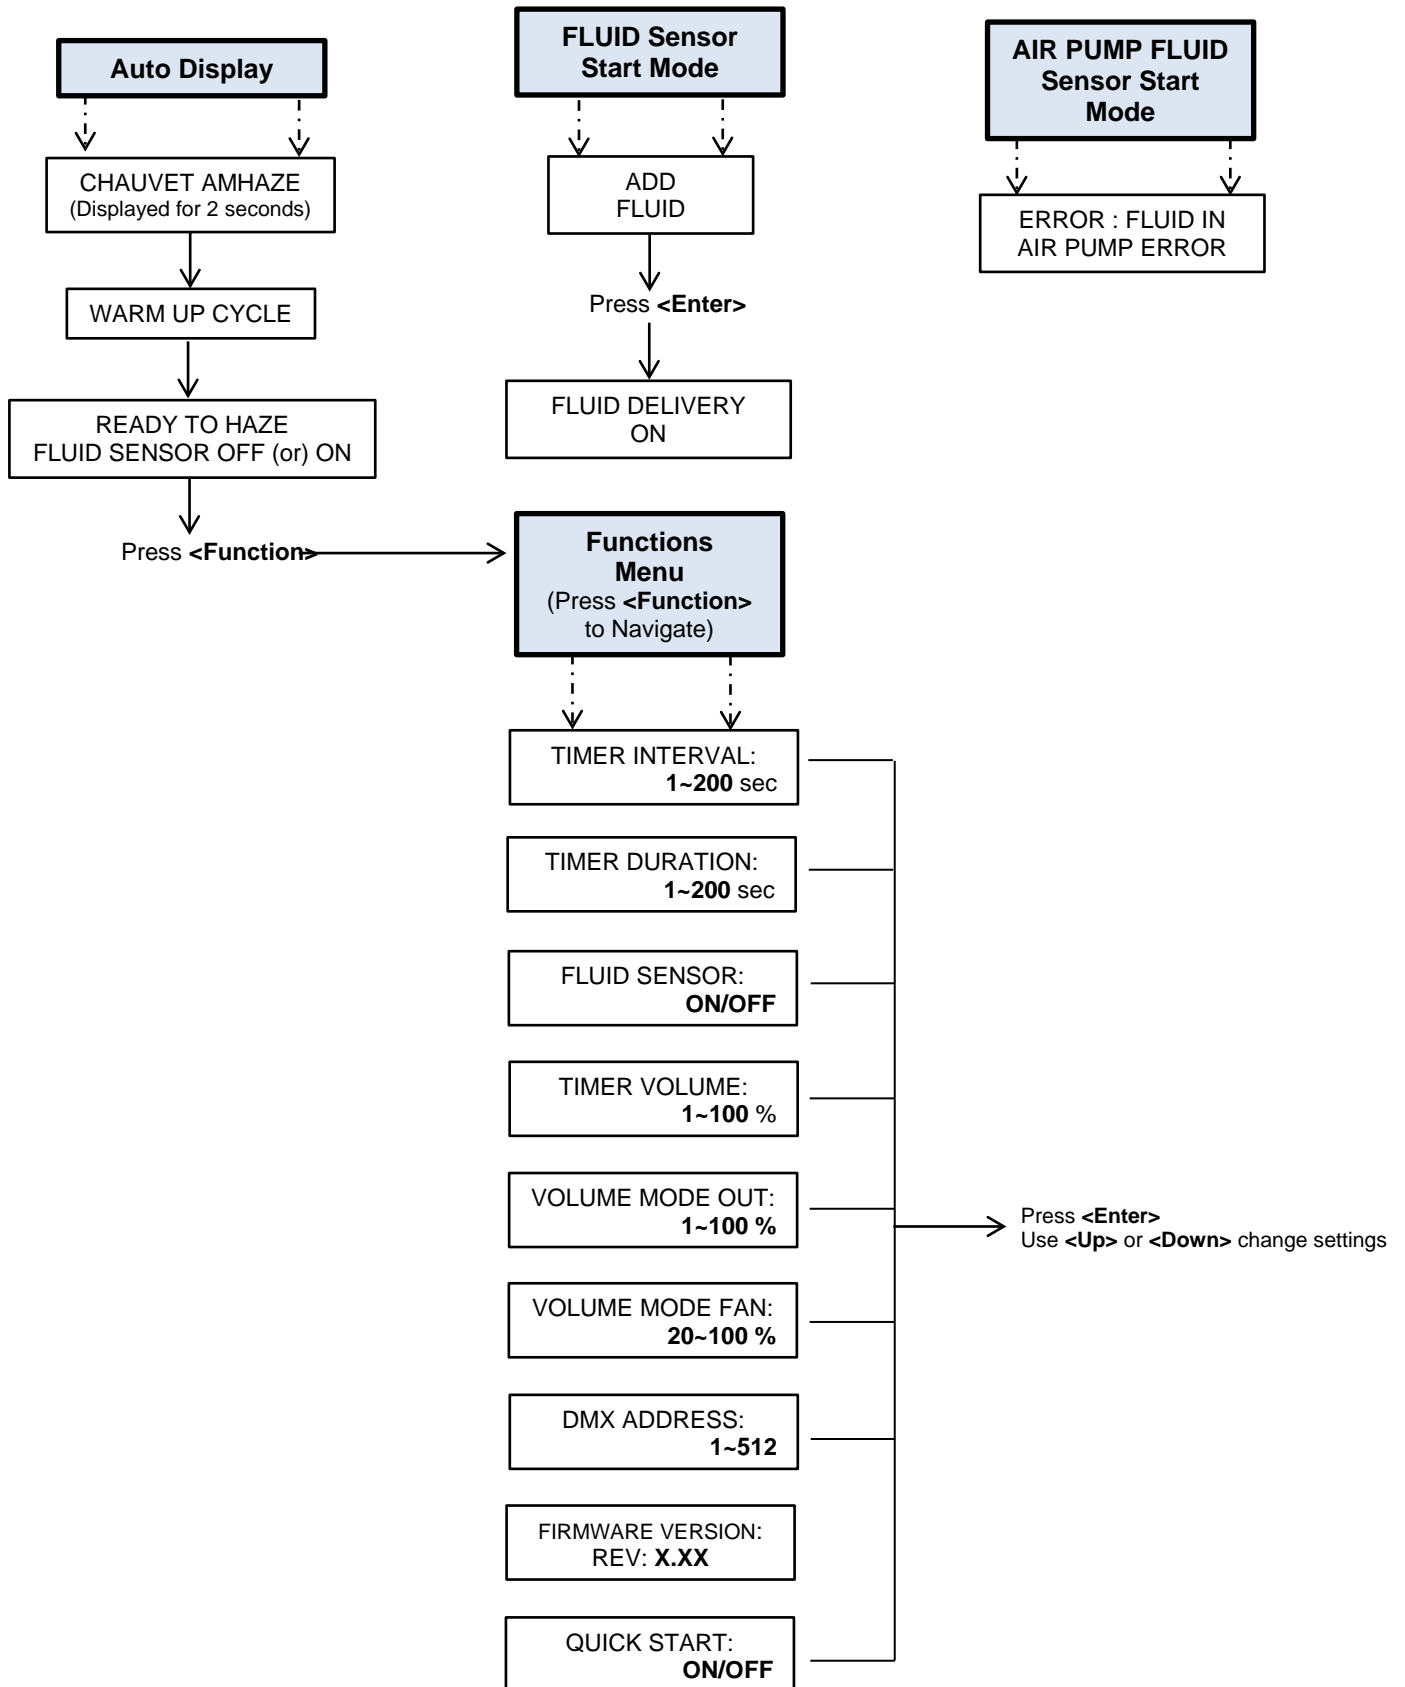 Auto Display
CHAUVET AMHAZE
(Displayed for 2 seconds)
WARM UP CYCLE
READY TO HAZE
FLUID SENSOR OFF (or) ON
Press <Function>
FLUID Sensor
Start Mode
ADD
FLUID
Press <Enter>
FLUID DELIVERY
ON
AIR PUMP FLUID
Sensor Start
Mode
ERROR : FLUID IN
AIR PUMP ERROR
Functions
Menu
(Press <Function>
to Navigate)
TIMER INTERVAL:
1~200 sec
TIMER DURATION:
1~200 sec
FLUID SENSOR:
ON/OFF
TIMER VOLUME:
1~100 %
VOLUME MODE OUT:
1~100 %
VOLUME MODE FAN:
20~100 %
DMX ADDRESS:
1~512
FIRMWARE VERSION:
REV: X.XX
QUICK START:
ON/OFF
Press <Enter>
Use <Up> or <Down> change settings